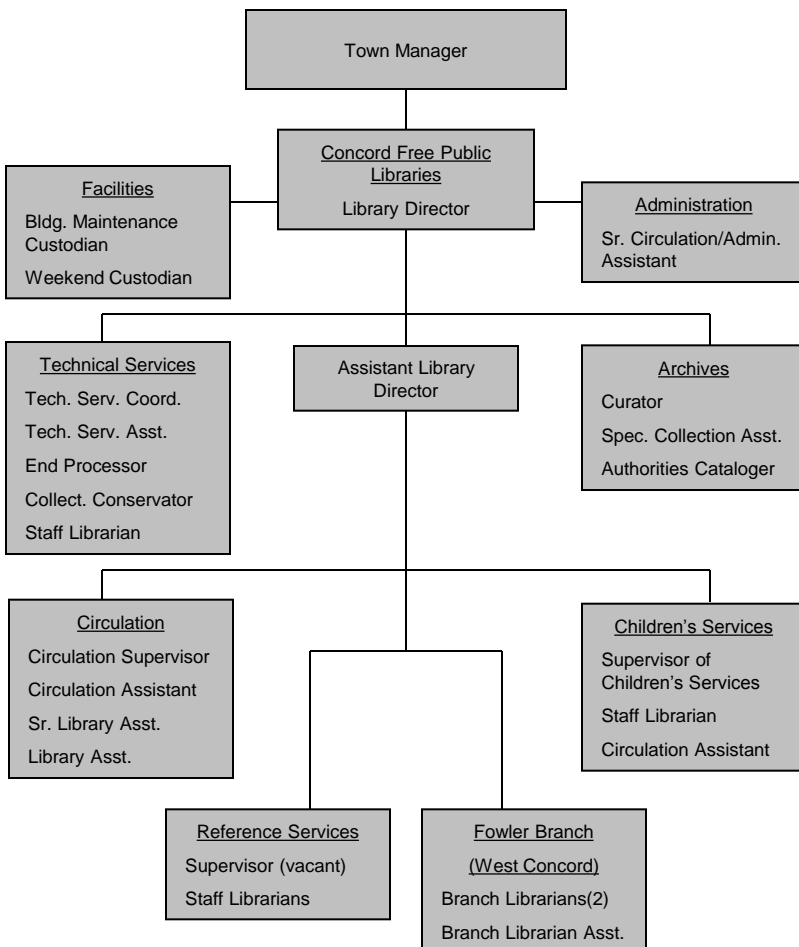 Town Manager
Concord Free Public
Libraries
Library Director
Facilities
Bldg. Maintenance
Custodian
Weekend Custodian
Administration
Sr. Circulation/Admin.
Assistant
Technical Services
Tech. Serv. Coord.
Tech. Serv. Asst.
End Processor
Collect. Conservator
Staff Librarian
Assistant Library
Director
Archives
Curator
Spec. Collection Asst.
Authorities Cataloger
Circulation
Circulation Supervisor
Circulation Assistant
Sr. Library Asst.
Library Asst.
Children's Services
Supervisor of
Children's Services
Staff Librarian
Circulation Assistant
Reference Services
Supervisor (vacant)
Staff Librarians
Fowler Branch
(West Concord)
Branch Librarians(2)
Branch Librarian Asst.